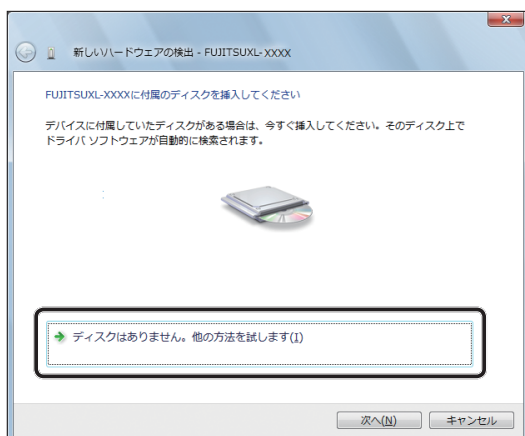 新しいハードウェアの検出 - FUJITSUXL-XXXX
FUJITSUXL-XXXXに付属のディスクを挿入してください
デバイスに付属していたディスクがある場合は、今すぐ挿入してください。そのディスク上で
ドライバ ソフトウェアが自動的に検索されます。
ディスクはありません。他の方法を試します(I)
次へ(N) キャンセル